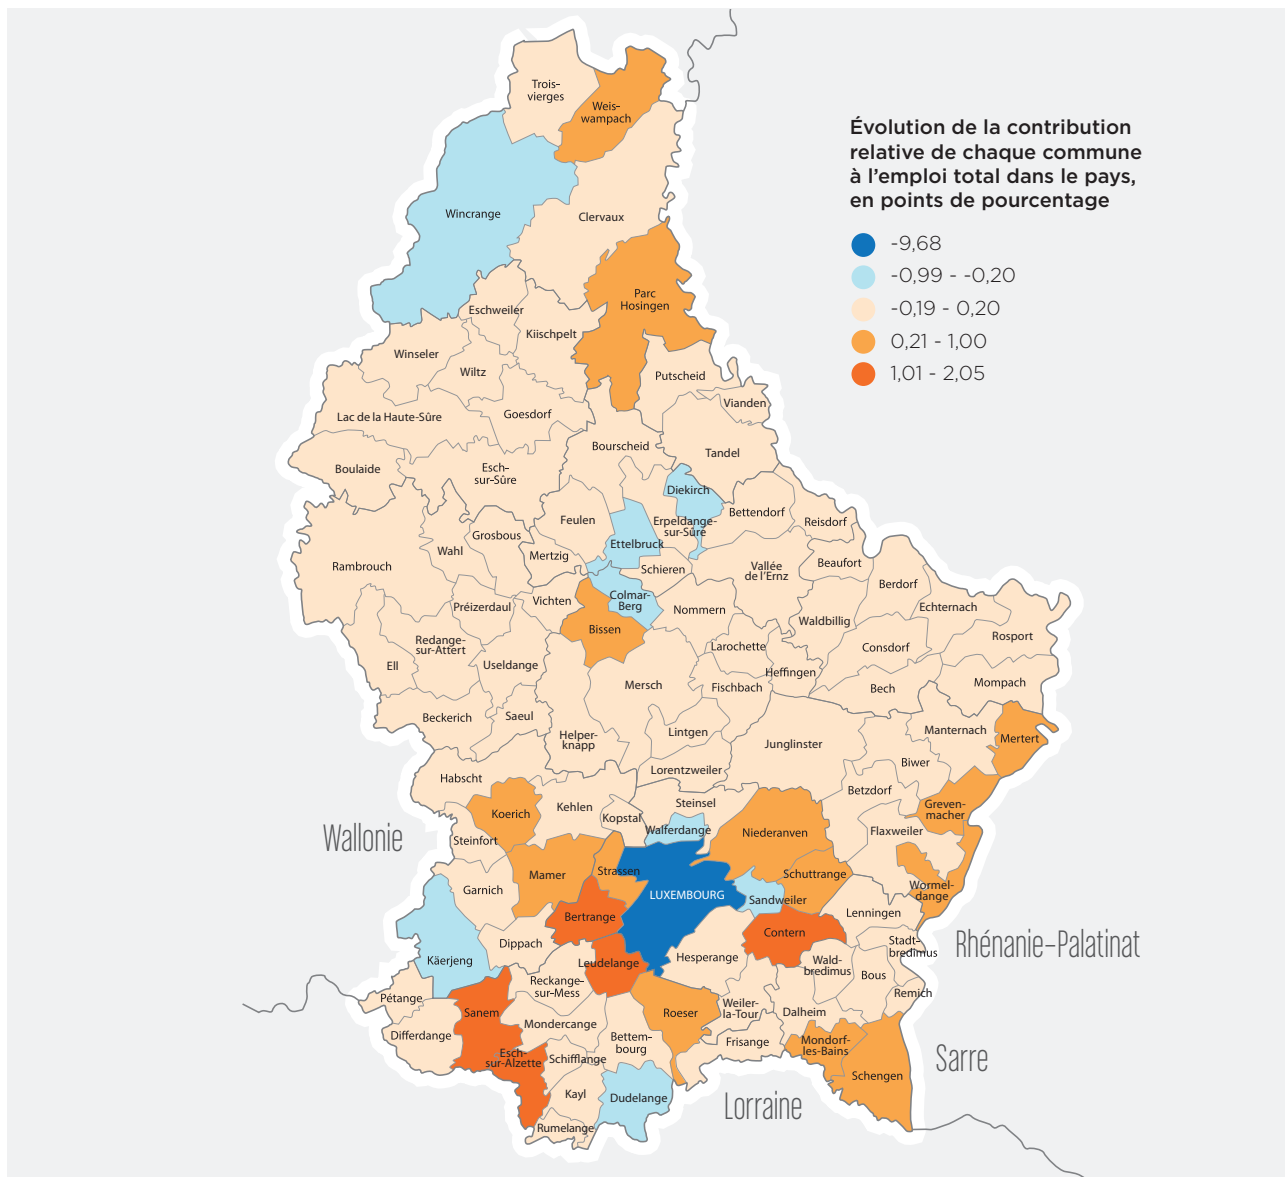 Évolution de la contribution
relative de chaque commune
à l'emploi total dans le pays,
en points de pourcentage
-9,68
-0,99 - -0,20
-0,19 - 0,20
0,21 - 1,00
1,01 - 2,05
Trois-
vierges
Weis-
wampach
Wincrange
Clervaux
Parc
Hosingen
Eschweiler
Kiischpelt
Winseler
Wiltz
Putscheid
Vianden
Lac de la Haute-Sûre
Goesdorf
Bourscheid
Tandel
Boulaide
Esch-
sur-Sûre
Diekirch
Bettendorf
Feulen
Erpeldange-
sur-Sûre
Reisdorf
Grosbous
Ettelbruck
Wahl
Mertzig
Rambrouch
Schieren
Vallée
de l'Ernz
Beaufort
Berdorf
Préizerdaul
Vichten
Colmar-
Berg
Nommern
Echternach
Waldbillig
Bissen
Rosport
Redange-
sur-Attert
Larochette
Consdorf
Ell
Useldange
Heffingen
Mersch
Fischbach
Bech
Mompach
Beckerich
Saeul
Lintgen
Manternach
Mertert
Helper-
knapp
Junglinster
Biwer
Habscht
Lorentzweiler
Betzdorf
Koerich
Kehlen
Steinsel
Greven-
macher
Kopstal
Walferdange
Niederanven
Flaxweiler
Steinfort
Wallonie
Mamer
Strassen
Schuttrange
Garnich
LUXEMBOURG
Sandweiler
Wormel-
dange
Bertrange
Lenningen
Contern
Dippach
Stadt-
bredimus
Rhénanie-Palatinat
Käerjeng
Leudelange
Hesperange
Wald-
bredimus
Bous
Reckange-
sur-Mess
Remich
Pétange
Sanem
Roeser
Weiler-
la-Tour
Dalheim
Mondercange
Differdange
Bettem-
bourg
Frisange
Mondorf-
les-Bains
Esch-
sur-Alzette
Schifflange
Sarre
Schengen
Kayl
Dudelange
Lorraine
Rumelange